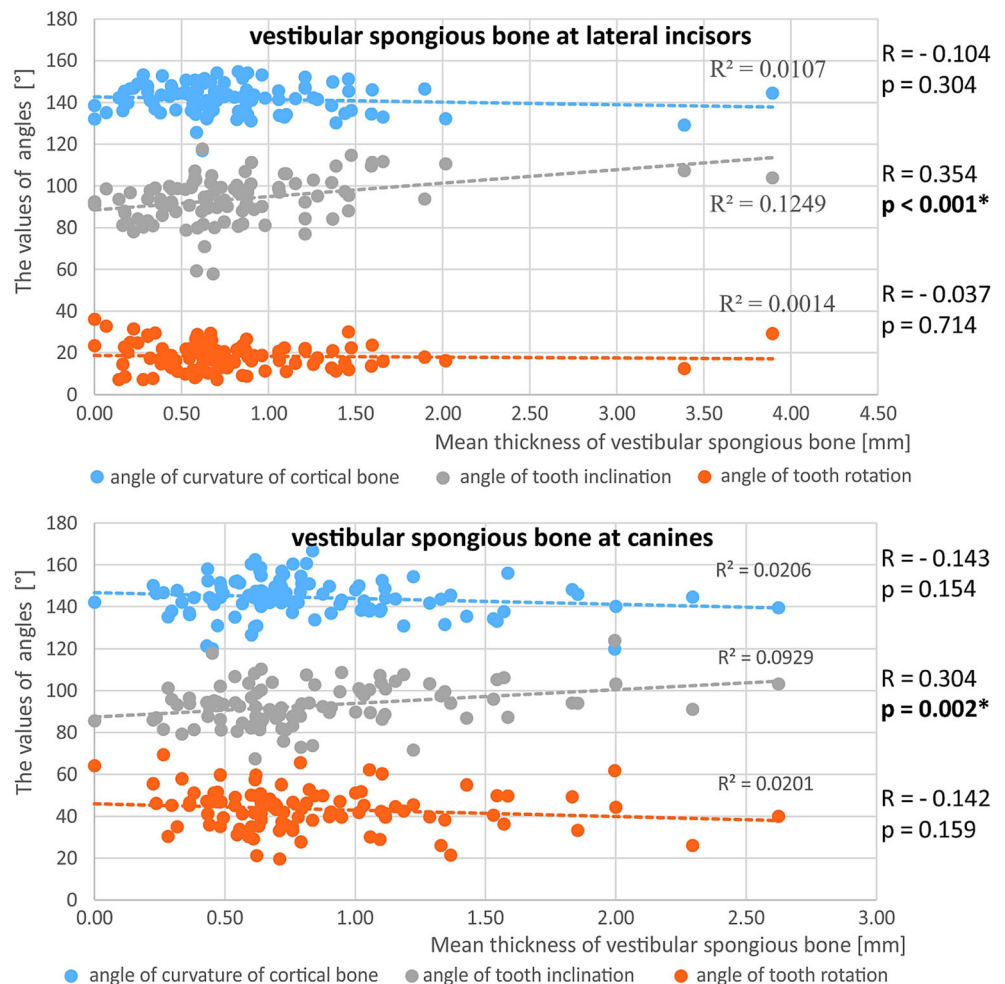 vestibular spongious bone at lateral incisors
The values of angles [°]
180
160
140
120
100
80
60
40
20
0
R² = 0.0107
R² = 0.1249
R² = 0.0014
R = - 0.104
p = 0.304
R = 0.354
p < 0.001*
R = - 0.037
p = 0.714
0.00 0.50 1.00 1.50 2.00 2.50 3.00 3.50 4.00 4.50
Mean thickness of vestibular spongious bone [mm]
angle of curvature of cortical bone angle of tooth inclination angle of tooth rotation
vestibular spongious bone at canines
The values of angles [°]
180
160
140
120
100
80
60
40
20
0
R² = 0.0206
R² = 0.0929
R² = 0.0201
R = - 0.143
p = 0.154
R = 0.304
p = 0.002*
R = - 0.142
p = 0.159
0.00 0.50 1.00 1.50 2.00 2.50 3.00
Mean thickness of vestibular spongious bone [mm]
angle of curvature of cortical bone angle of tooth inclination angle of tooth rotation